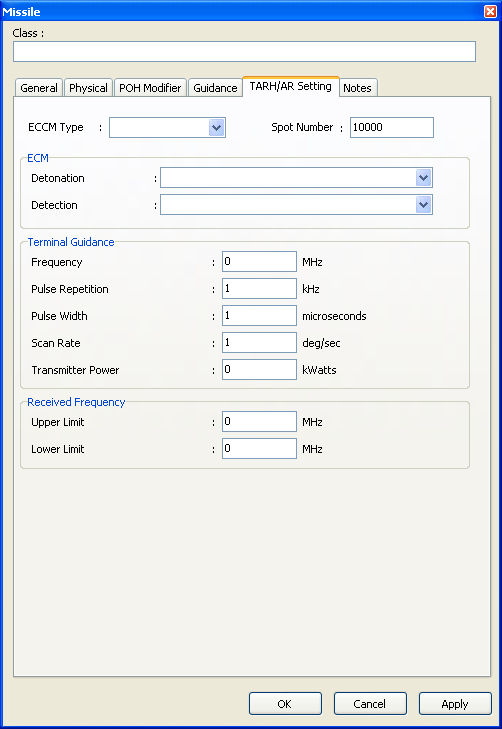 Missile
Class :
General Physical POH Modifier Guidance TARH/AR Setting Notes
ECCM Type : Spot Number : 10000
ECM
Detonation :
Detection :
Terminal Guidance
Frequency : 0 MHz
Pulse Repetition : 1 kHz
Pulse Width : 1 microseconds
Scan Rate : 1 deg/sec
Transmitter Power : 0 kWatts
Received Frequency
Upper Limit : 0 MHz
Lower Limit : 0 MHz
OK Cancel Apply